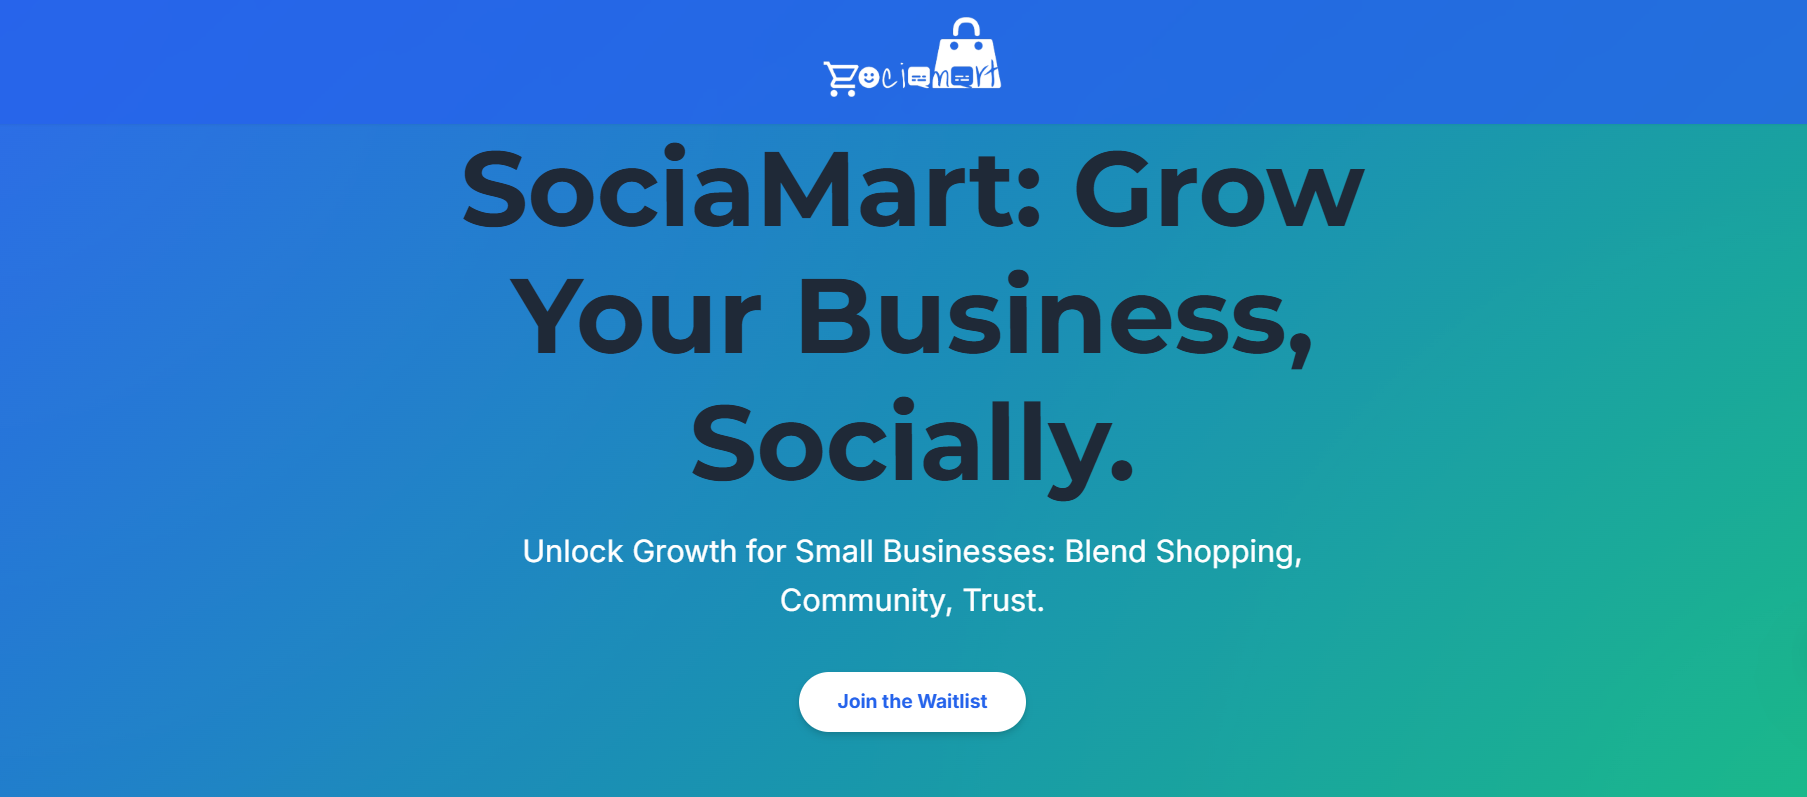 Sociamart
SociaMart: Grow
Your Business,
Socially.
Unlock Growth for Small Businesses: Blend Shopping,
Community, Trust.
Join the Waitlist